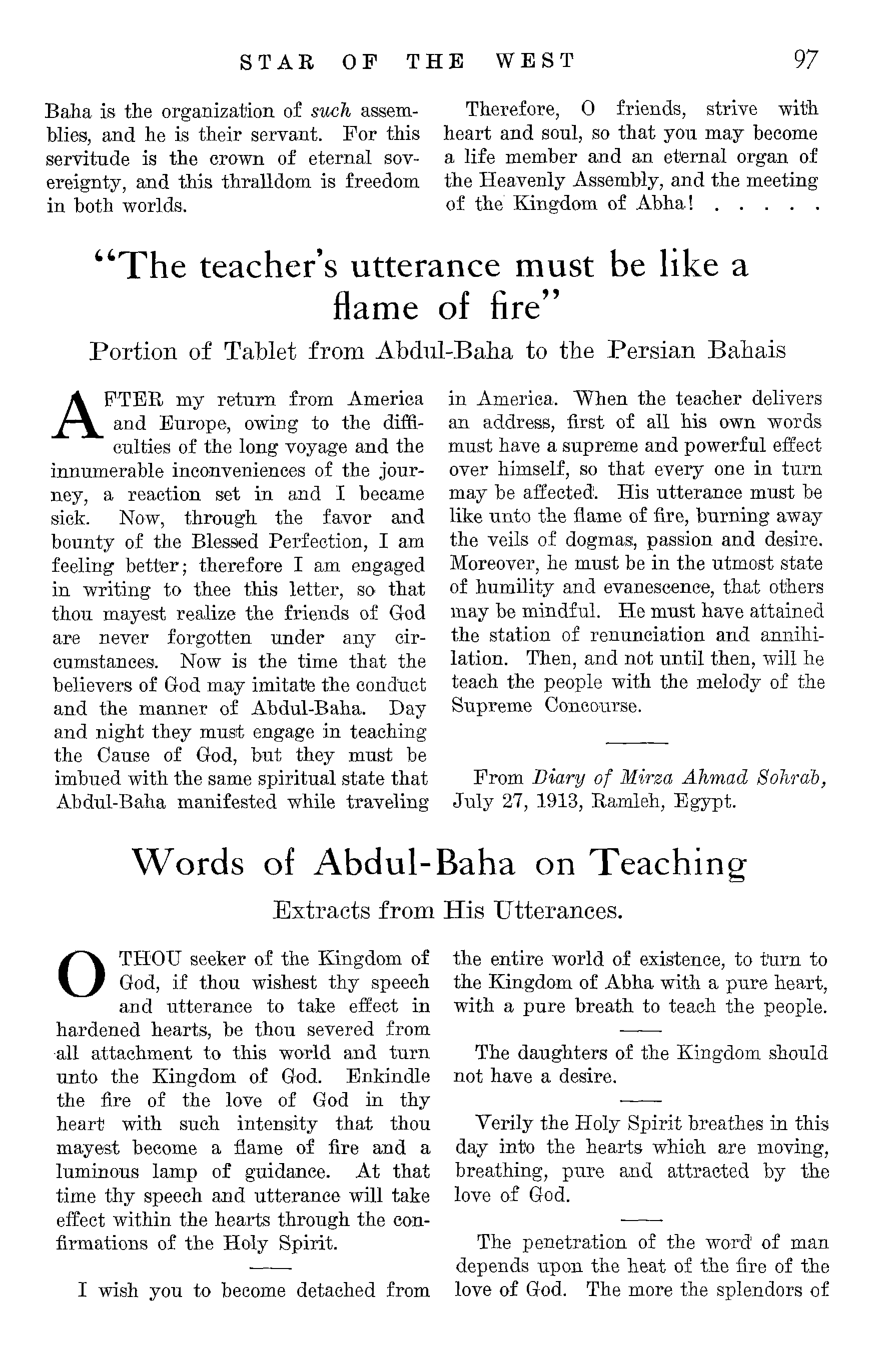 STAR OF THE WEST 97
Baha is the organization of such assem-
blies, and he is their servant. For this
servitude is the crown of eternal sov-
ereignty, and this thralldom is freedom
in both worlds.
Therefore, O friends, strive with
heart and soul, so that you may become
a life member and an eternal organ of
the Heavenly Assembly, and the meeting
of the Kingdom of Abha! . . . . .
“The teacher’s utterance must be like a
flame of fire”
Portion of Tablet from Abdul-Baha to the Persian Bahais
AFTER my return from America
and Europe, owing to the diffi-
culties of the long voyage and the
innumerable inconveniences of the jour-
ney, a reaction set in and I became
sick. Now, through the favor and
bounty of the Blessed Perfection, I am
feeling better; therefore I am engaged
in writing to thee this letter, so that
thou mayest realize the friends of God
are never forgotten under any cir-
cumstances. Now is the time that the
believers of God may imitate the conduct
and the manner of Abdul-Baha. Day
and night they must engage in teaching
the Cause of God, but they must be
imbued with the same spiritual state that
Abdul-Baha manifested while traveling
in America. When the teacher delivers
an address, first of all his own words
must have a supreme and powerful effect
over himself, so that every one in turn
may be affected. His utterance must be
like unto the flame of fire, burning away
the veils of dogmas, passion and desire.
Moreover, he must be in the utmost state
of humility and evanescence, that others
may be mindful. He must have attained
the station of renunciation and annihi-
lation. Then, and not until then, will he
teach the people with the melody of the
Supreme Concourse.
From Diary of Mirza Ahmad Sohrab,
July 27, 1913, Ramleh, Egypt.
Words of Abdul-Baha on Teaching
Extracts from His Utterances.
O THOU seeker of the Kingdom of
God, if thou wishest thy speech
and utterance to take effect in
hardened hearts, be thou severed from
all attachment to this world and turn
unto the Kingdom of God. Enkindle
the fire of the love of God in thy
heart with such intensity that thou
mayest become a flame of fire and a
luminous lamp of guidance. At that
time thy speech and utterance will take
effect within the hearts through the con-
firmations of the Holy Spirit.
I wish you to become detached from
the entire world of existence, to turn to
the Kingdom of Abha with a pure heart,
with a pure breath to teach the people.
The daughters of the Kingdom should
not have a desire.
Verily the Holy Spirit breathes in this
day into the hearts which are moving,
breathing, pure and attracted by the
love of God.
The penetration of the word of man
depends upon the heat of the fire of the
love of God. The more the splendors of